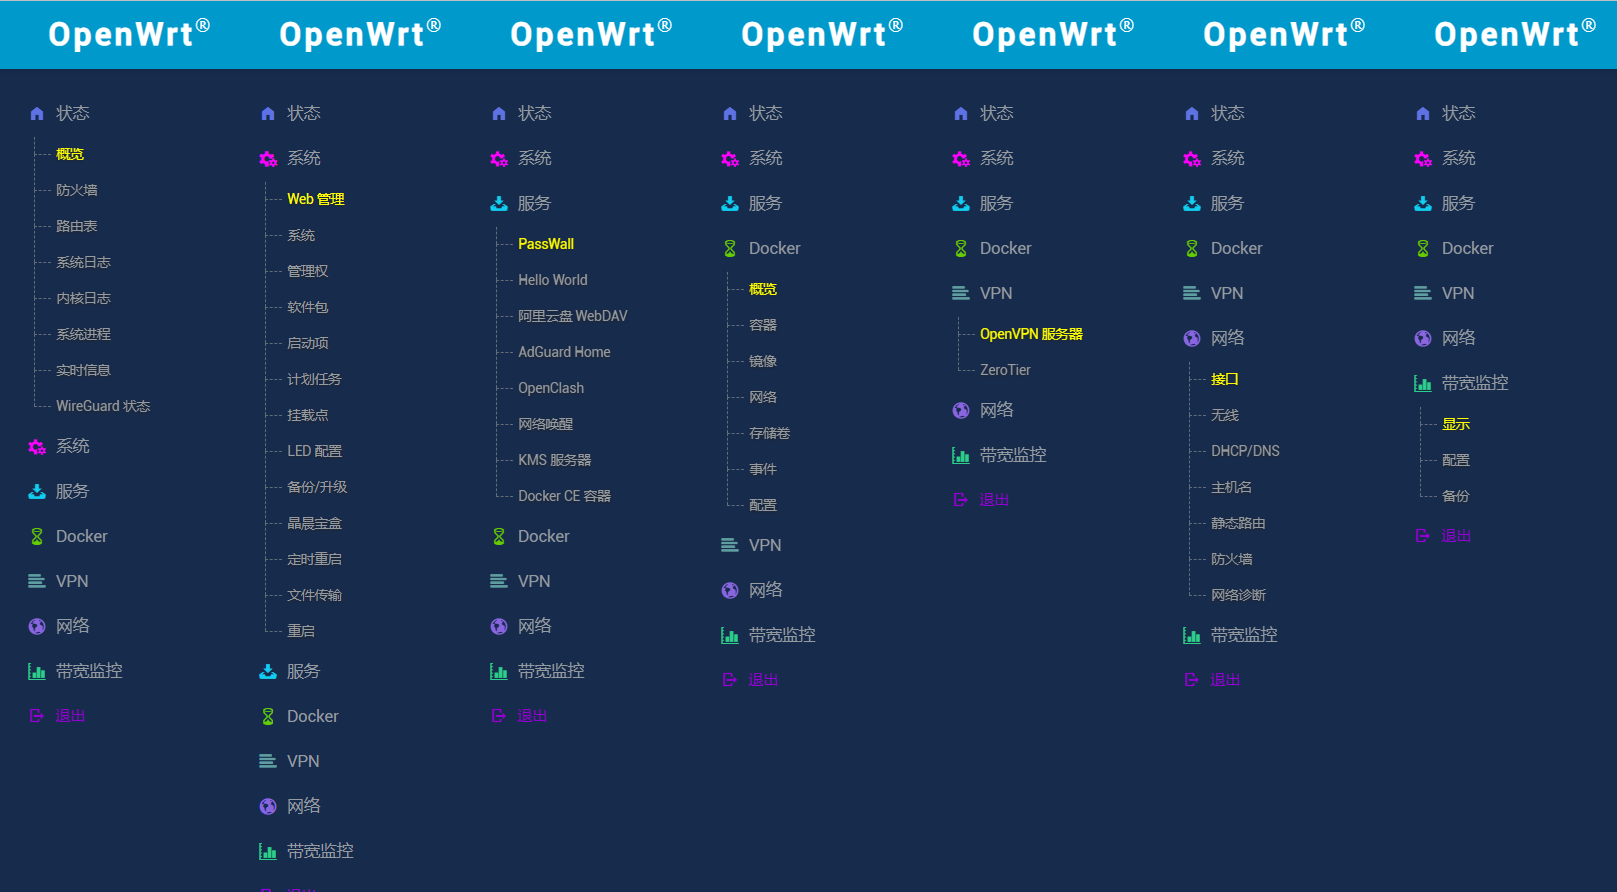 OpenWrt®
状态
概览
防火墙
路由表
系统日志
内核日志
系统进程
实时信息
WireGuard 状态
系统
服务
Docker
VPN
网络
带宽监控
退出
OpenWrt®
状态
系统
Web 管理
系统
管理权
软件包
启动项
计划任务
挂载点
LED 配置
备份/升级
晶晨宝盒
定时重启
文件传输
重启
服务
Docker
VPN
网络
带宽监控
退出
OpenWrt®
状态
系统
服务
PassWall
Hello World
阿里云盘 WebDAV
AdGuard Home
OpenClash
网络唤醒
KMS 服务器
Docker CE 容器
Docker
VPN
网络
带宽监控
退出
OpenWrt®
状态
系统
服务
Docker
概览
容器
镜像
网络
存储卷
事件
配置
VPN
网络
带宽监控
退出
OpenWrt®
状态
系统
服务
Docker
VPN
OpenVPN 服务器
ZeroTier
网络
带宽监控
退出
OpenWrt®
状态
系统
服务
Docker
VPN
网络
接口
无线
DHCP/DNS
主机名
静态路由
防火墙
网络诊断
带宽监控
退出
OpenWrt®
状态
系统
服务
Docker
VPN
网络
带宽监控
显示
配置
备份
退出